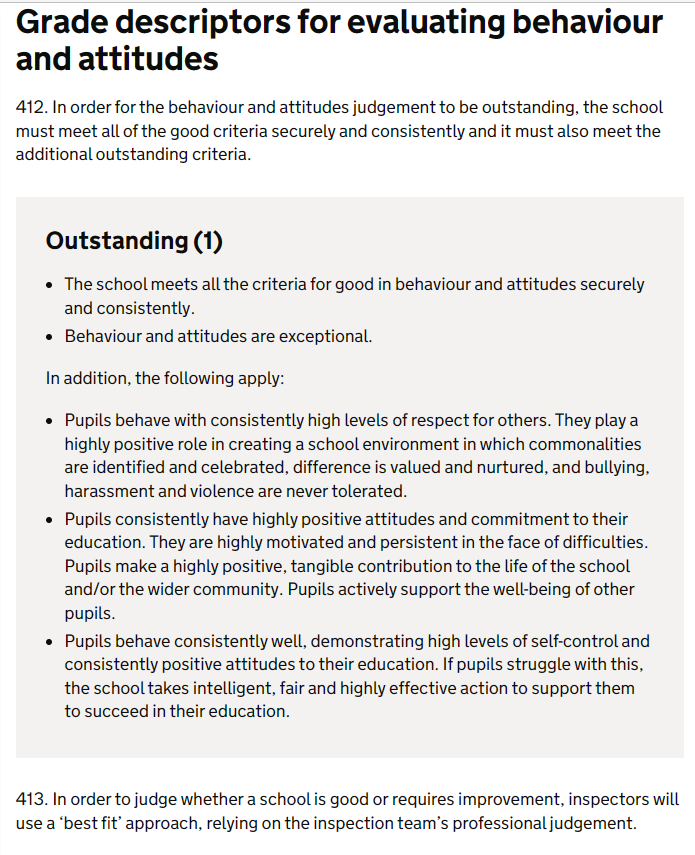 Grade descriptors for evaluating behaviour
and attitudes
412. In order for the behaviour and attitudes judgement to be outstanding, the school
must meet all of the good criteria securely and consistently and it must also meet the
additional outstanding criteria.
Outstanding (1)
• The school meets all the criteria for good in behaviour and attitudes securely
and consistently.
• Behaviour and attitudes are exceptional.
In addition, the following apply:
• Pupils behave with consistently high levels of respect for others. They play a
highly positive role in creating a school environment in which commonalities
are identified and celebrated, difference is valued and nurtured, and bullying,
harassment and violence are never tolerated.
• Pupils consistently have highly positive attitudes and commitment to their
education. They are highly motivated and persistent in the face of difficulties.
Pupils make a highly positive, tangible contribution to the life of the school
and/or the wider community. Pupils actively support the well-being of other
pupils.
• Pupils behave consistently well, demonstrating high levels of self-control and
consistently positive attitudes to their education. If pupils struggle with this,
the school takes intelligent, fair and highly effective action to support them
to succeed in their education.
413. In order to judge whether a school is good or requires improvement, inspectors will
use a ‘best fit’ approach, relying on the inspection team’s professional judgement.